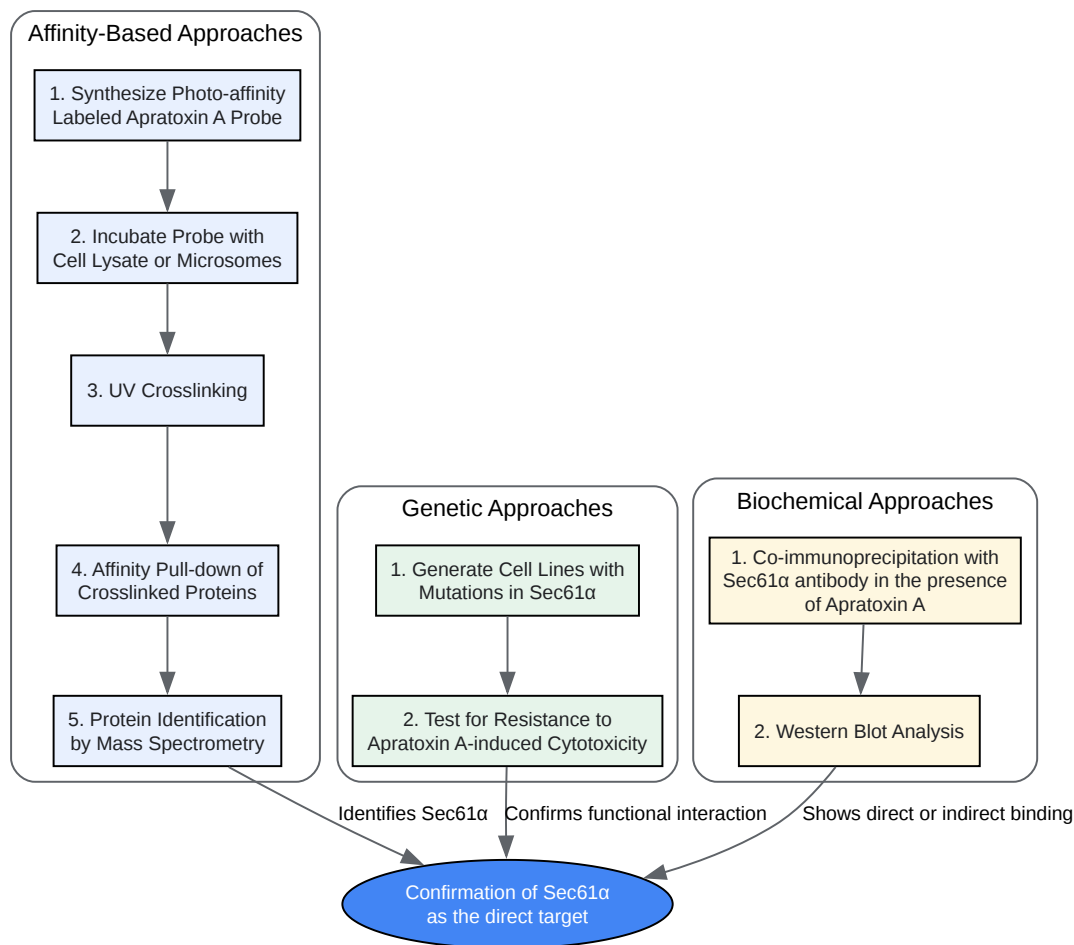 Affinity-Based Approaches
1. Synthesize Photo-affinity
Labeled Apratoxin A Probe
2. Incubate Probe with
Cell Lysate or Microsomes
3. UV Crosslinking
4. Affinity Pull-down of
Crosslinked Proteins
5. Protein Identification
by Mass Spectrometry
Genetic Approaches
1. Generate Cell Lines with
Mutations in Sec61α
2. Test for Resistance to
Apratoxin A-induced Cytotoxicity
Biochemical Approaches
1. Co-immunoprecipitation with
Sec61α antibody in the presence
of Apratoxin A
2. Western Blot Analysis
Identifies Sec61α
Confirms functional interaction
Shows direct or indirect binding
Confirmation of Sec61α
as the direct target